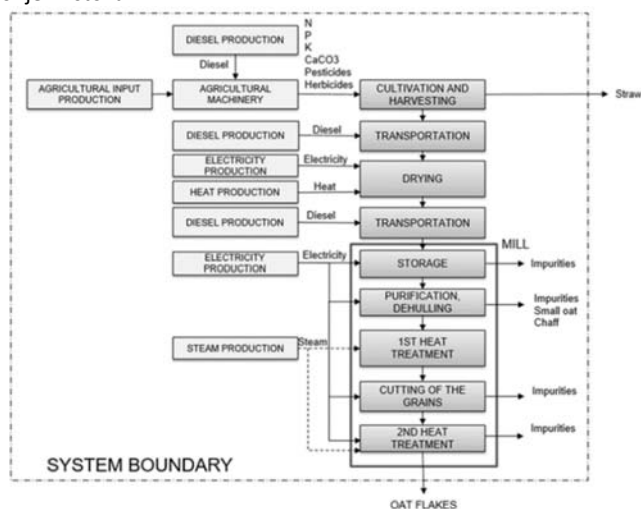 DIESEL PRODUCTION
N
P
K
CaCO3
Pesticides
Herbicides
Diesel
AGRICULTURAL INPUT
PRODUCTION
AGRICULTURAL
MACHINERY
CULTIVATION AND
HARVESTING
Straw
DIESEL PRODUCTION
Diesel
TRANSPORTATION
ELECTRICITY
PRODUCTION
Electricity
DRYING
HEAT PRODUCTION
Heat
DIESEL PRODUCTION
Diesel
TRANSPORTATION
MILL
ELECTRICITY
PRODUCTION
Electricity
STORAGE
Impurities
PURIFICATION,
DEHULLING
Impurities
Small oat
Chaff
STEAM PRODUCTION
Steam
1ST HEAT
TREATMENT
CUTTING OF THE
GRAINS
Impurities
2ND HEAT
TREATMENT
Impurities
SYSTEM BOUNDARY
OAT FLAKES